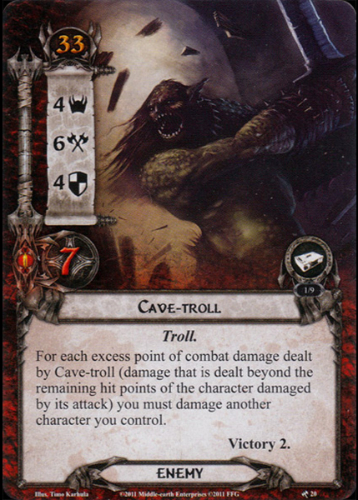 33
4
6
4
7
1/9
CAVE-TROLL
Troll.
For each excess point of combat damage dealt
by Cave-troll (damage that is dealt beyond the
remaining hit points of the character damaged
by its attack) you must damage another
character you control.
Victory 2.
ENEMY
Illus. Timo Karhula
©2011 Middle-earth Enterprises ©2011 FFG
28